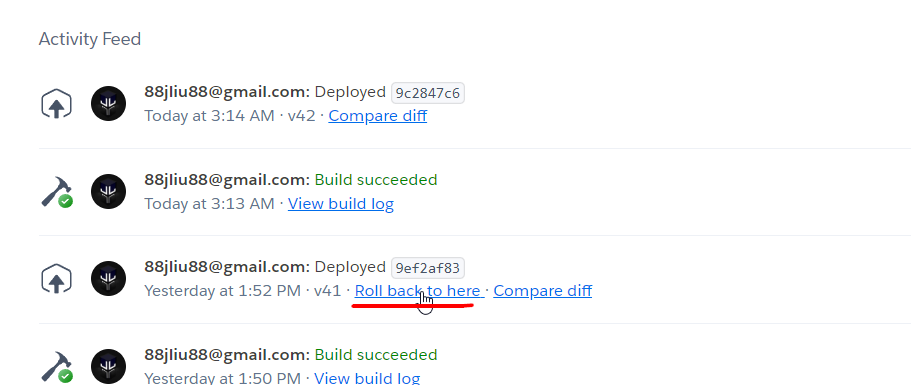 Activity Feed
88jliu88@gmail.com: Deployed 9c2847c6
Today at 3:14 AM · v42 · Compare diff
88jliu88@gmail.com: Build succeeded
Today at 3:13 AM · View build log
88jliu88@gmail.com: Deployed 9ef2af83
Yesterday at 1:52 PM · v41 · Roll back to here · Compare diff
88jliu88@gmail.com: Build succeeded
Yesterday at 1:50 PM · View build log